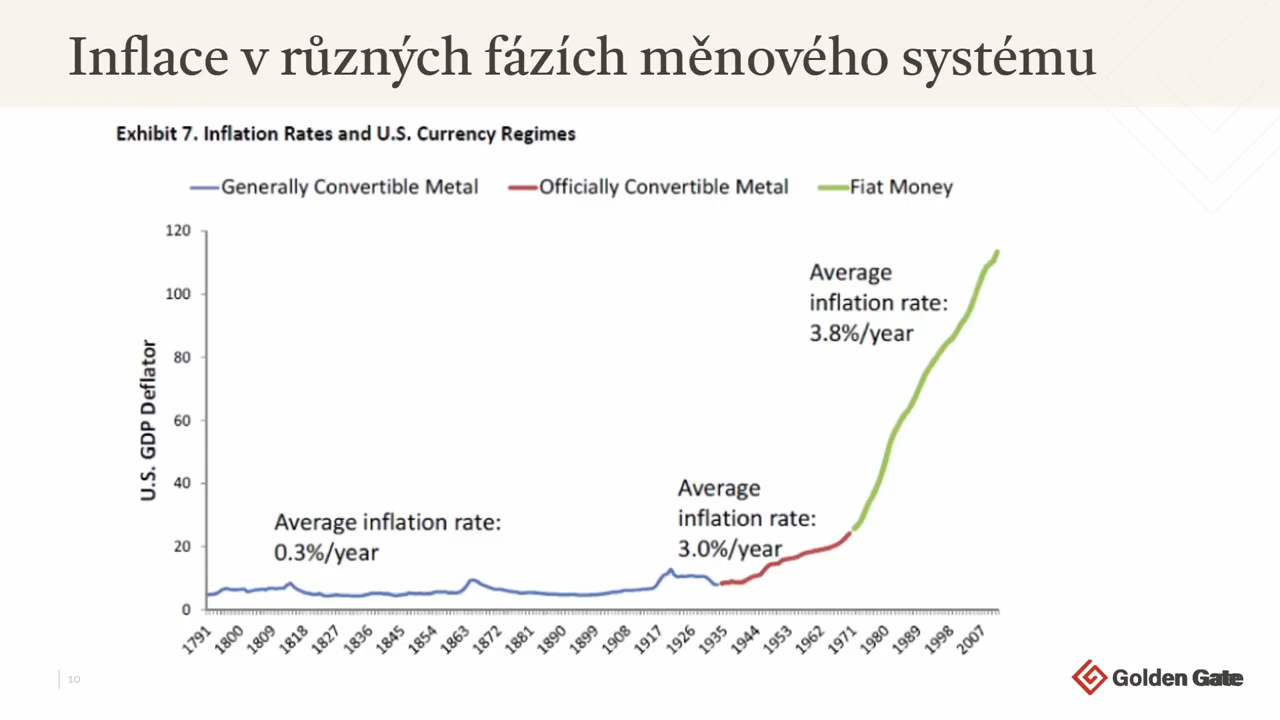 Inflace v různých fázích měnového systému
Exhibit 7. Inflation Rates and U.S. Currency Regimes
Generally Convertible Metal Officially Convertible Metal Fiat Money
U.S. GDP Deflator
120
100
80
60
40
20
0
Average
inflation rate:
3.8%/year
Average
inflation rate:
3.0%/year
Average inflation rate:
0.3%/year
1791 1800 1809 1818 1827 1836 1845 1854 1863 1872 1881 1890 1899 1908 1917 1926 1935 1944 1953 1962 1971 1980 1989 1998 2007
10
Golden Gate